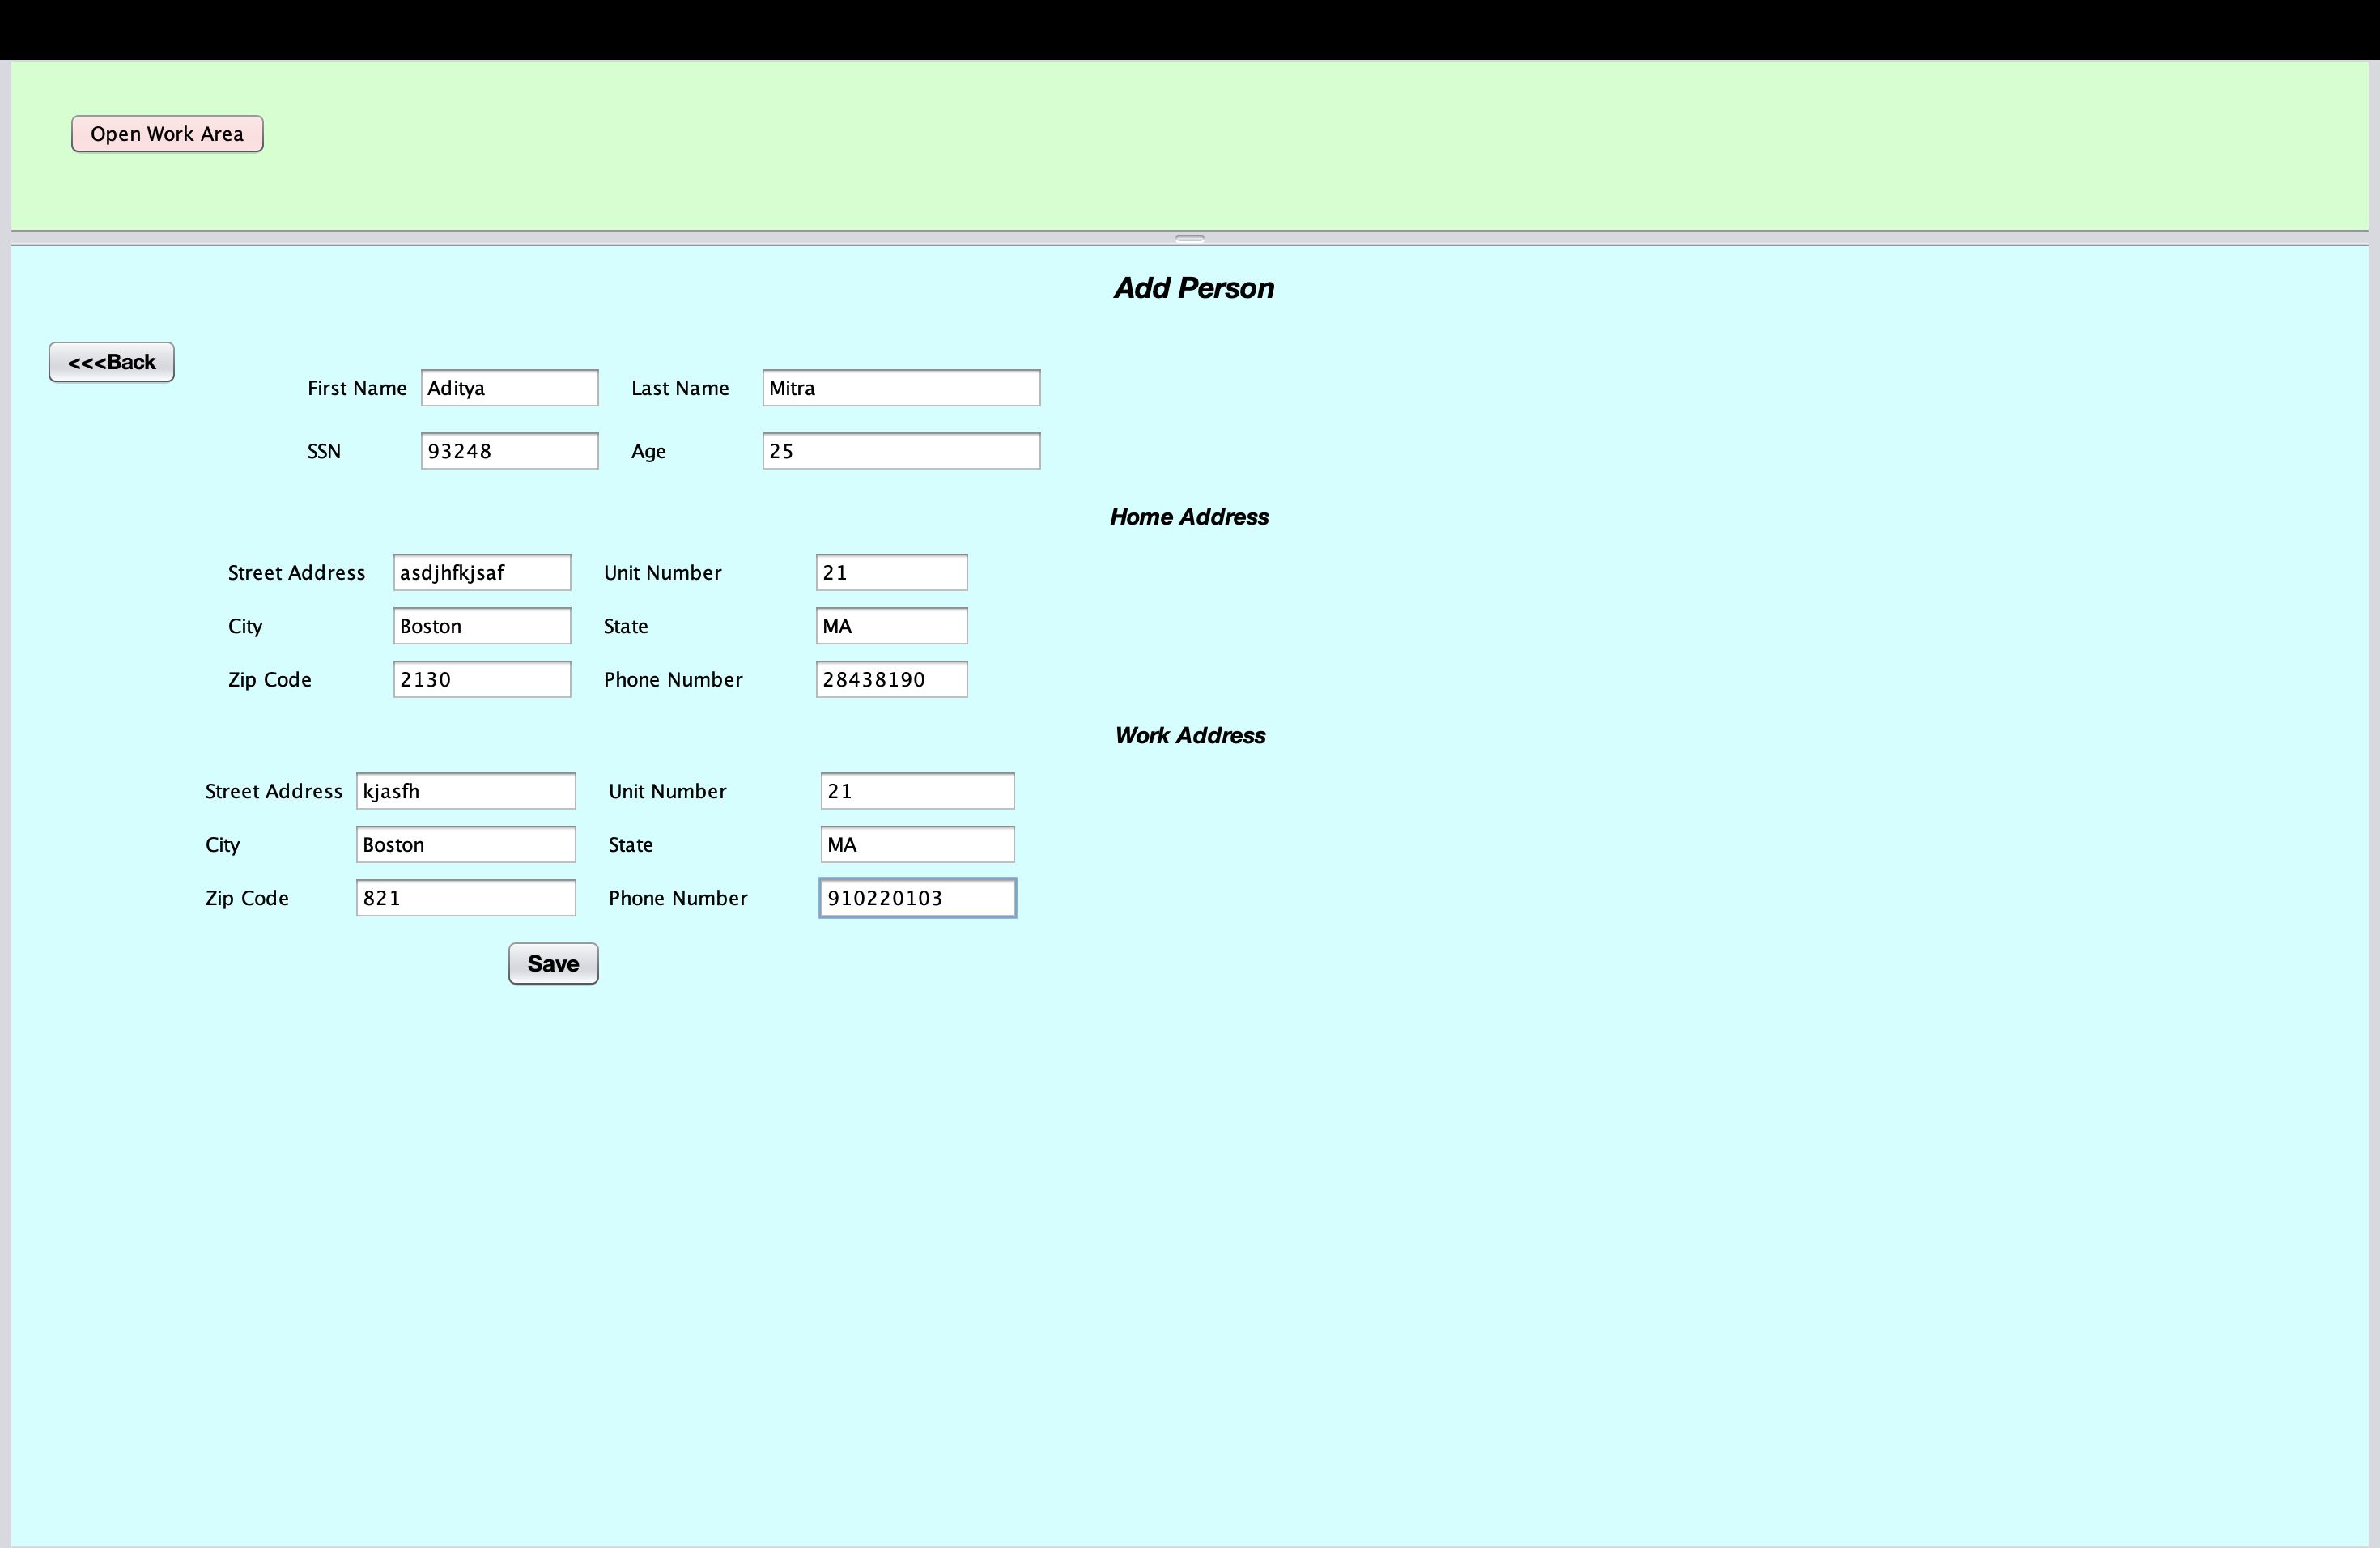 Open Work Area
Add Person
<<<Back
First Name Aditya Last Name Mitra
SSN 93248 Age 25
Home Address
Street Address asdjhfkjsaf Unit Number 21
City Boston State MA
Zip Code 2130 Phone Number 28438190
Work Address
Street Address kjasfh Unit Number 21
City Boston State MA
Zip Code 821 Phone Number 910220103
Save